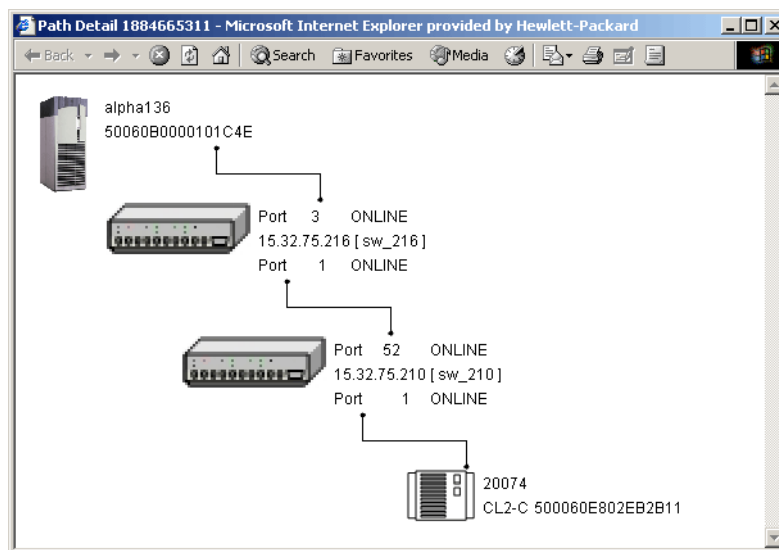 Path Detail 1884665311 - Microsoft Internet Explorer provided by Hewlett-Packard
Back Search Favorites Media
alpha136
50060B0000101C4E
Port 3 ONLINE
15.32.75.216 [ sw_216 ]
Port 1 ONLINE
Port 52 ONLINE
15.32.75.210 [ sw_210 ]
Port 1 ONLINE
20074
CL2-C 500060E802EB2B11